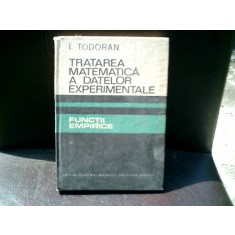 I. TODORAN
TRATAREA
MATEMATICĂ
A DATELOR
EXPERIMENTALE
FUNCȚII
EMPIRICE